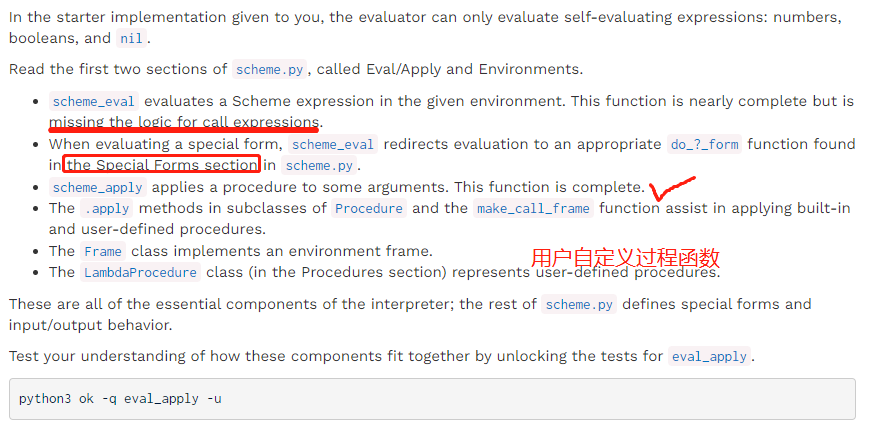 In the starter implementation given to you, the evaluator can only evaluate self-evaluating expressions: numbers,
booleans, and nil.
Read the first two sections of scheme.py, called Eval/Apply and Environments.
• scheme_eval evaluates a Scheme expression in the given environment. This function is nearly complete but is
missing the logic for call expressions.
• When evaluating a special form, scheme_eval redirects evaluation to an appropriate do_?_form function found
in the Special Forms section in scheme.py.
• scheme_apply applies a procedure to some arguments. This function is complete.
• The .apply methods in subclasses of Procedure and the make_call_frame function assist in applying built-in
and user-defined procedures.
• The Frame class implements an environment frame.
用户自定义过程函数
• The LambdaProcedure class (in the Procedures section) represents user-defined procedures.
These are all of the essential components of the interpreter; the rest of scheme.py defines special forms and
input/output behavior.
Test your understanding of how these components fit together by unlocking the tests for eval_apply.
python3 ok -q eval_apply -u